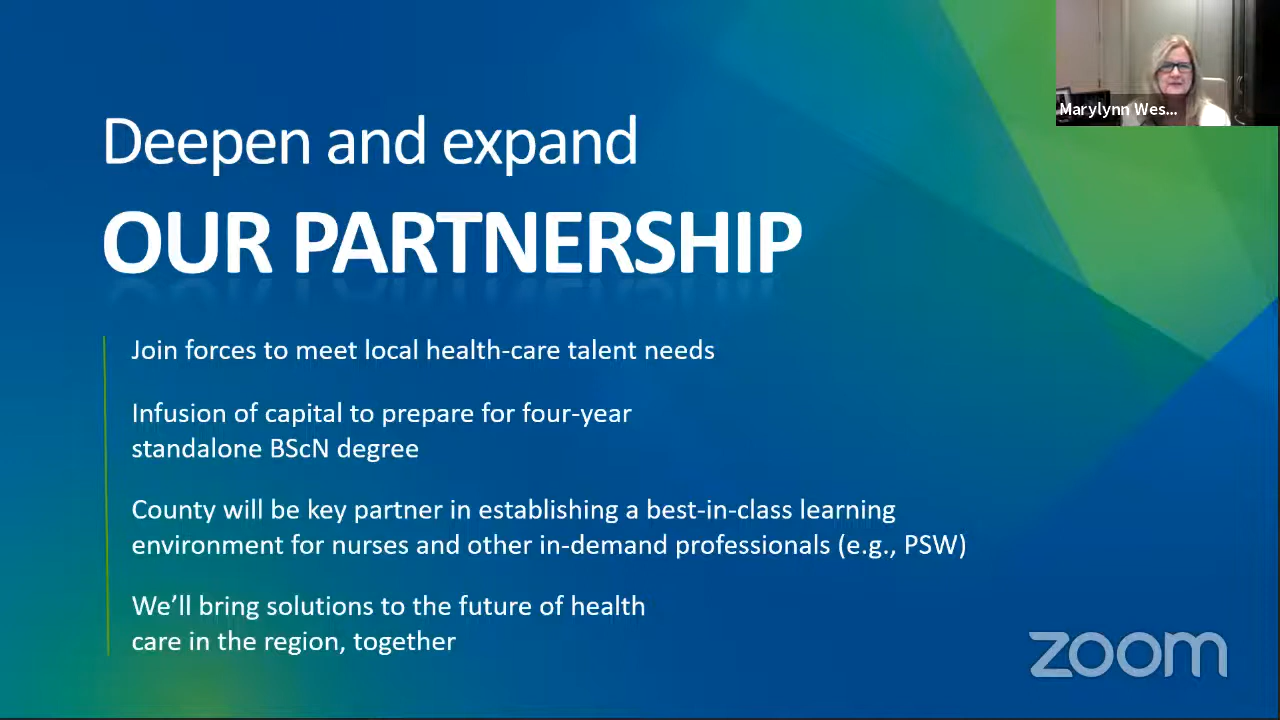 Marylynn Wes...
Deepen and expand
OUR PARTNERSHIP
Join forces to meet local health-care talent needs
Infusion of capital to prepare for four-year
standalone BScN degree
County will be key partner in establishing a best-in-class learning
environment for nurses and other in-demand professionals (e.g., PSW)
We’ll bring solutions to the future of health
care in the region, together
zoom